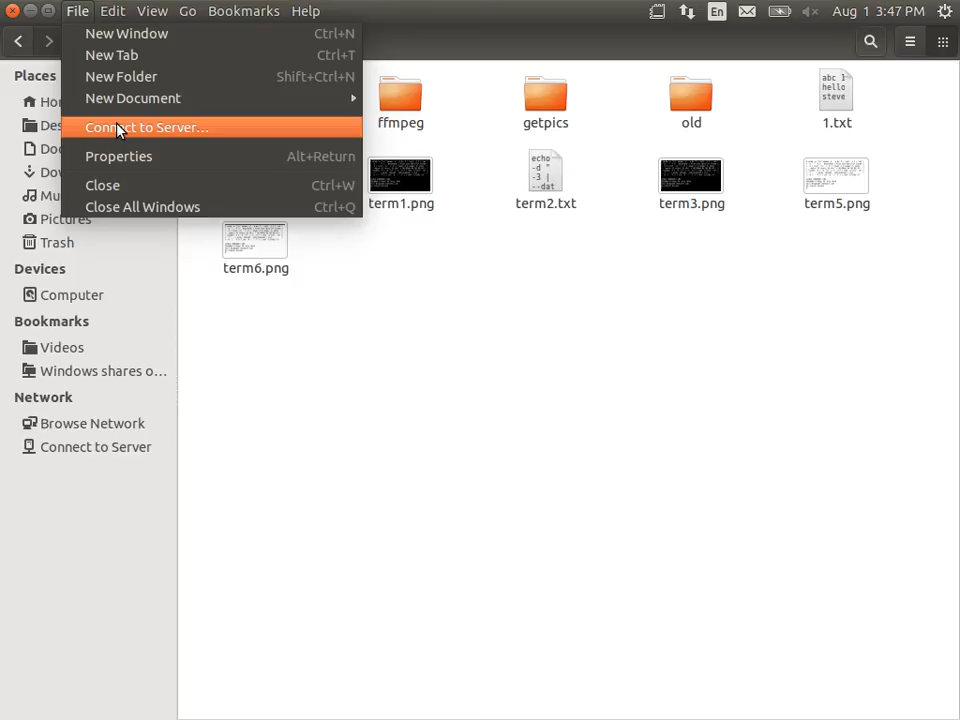 File Edit View Go Bookmarks Help En Aug 1 3:47 PM
New Window Ctrl+N
New Tab Ctrl+T
New Folder Shift+Ctrl+N
New Document
Connect to Server...
Properties Alt+Return
Close Ctrl+W
Close All Windows Ctrl+Q
Places
Pictures
Trash
Devices
Computer
Bookmarks
Videos
Windows shares o...
Network
Browse Network
Connect to Server
abc 1
hello
steve
ffmpeg getpics old 1.txt
echo
-d "
-3 |
--dat
term1.png term2.txt term3.png term5.png
term6.png